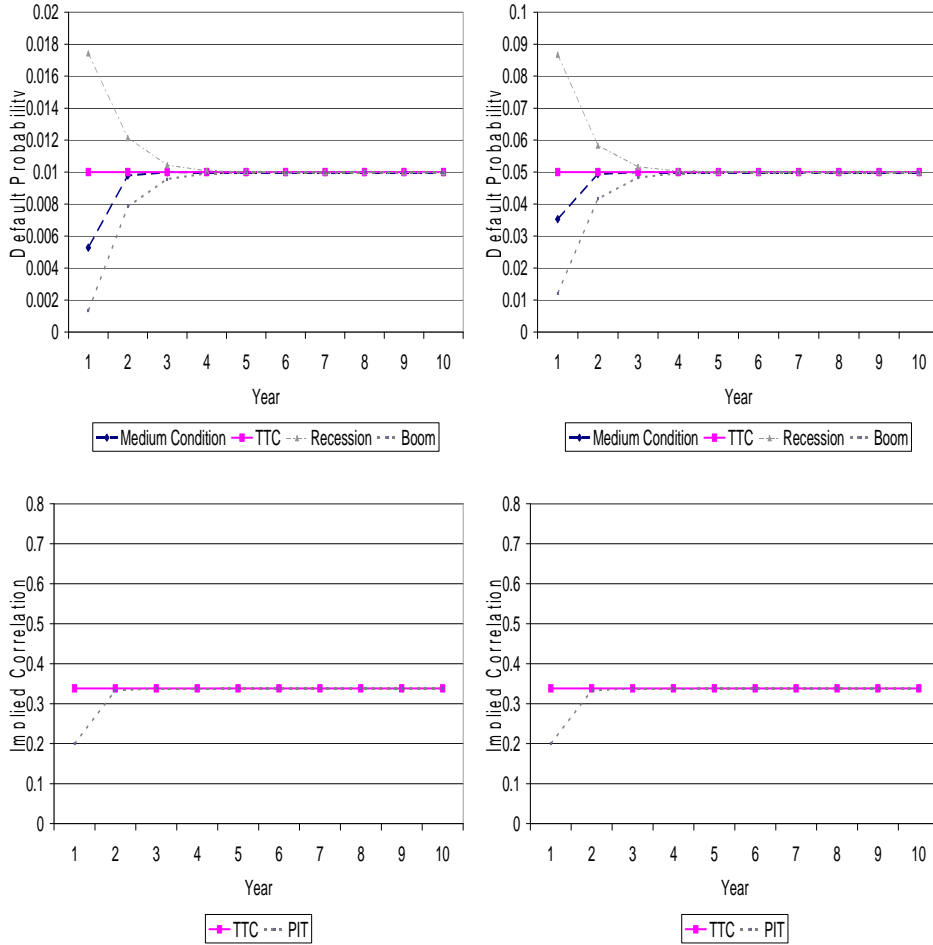 0.02
0.018
0.016
0.014
0.012
0.01
0.008
0.006
0.004
0.002
0
Default Probability
1 2 3 4 5 6 7 8 9 10
Year
Medium Condition TTC Recession Boom
0.1
0.09
0.08
0.07
0.06
0.05
0.04
0.03
0.02
0.01
0
Default Probability
1 2 3 4 5 6 7 8 9 10
Year
Medium Condition TTC Recession Boom
0.8
0.7
0.6
0.5
0.4
0.3
0.2
0.1
0
Implied Correlation
1 2 3 4 5 6 7 8 9 10
Year
TTC PIT
0.8
0.7
0.6
0.5
0.4
0.3
0.2
0.1
0
Implied Correlation
1 2 3 4 5 6 7 8 9 10
Year
TTC PIT